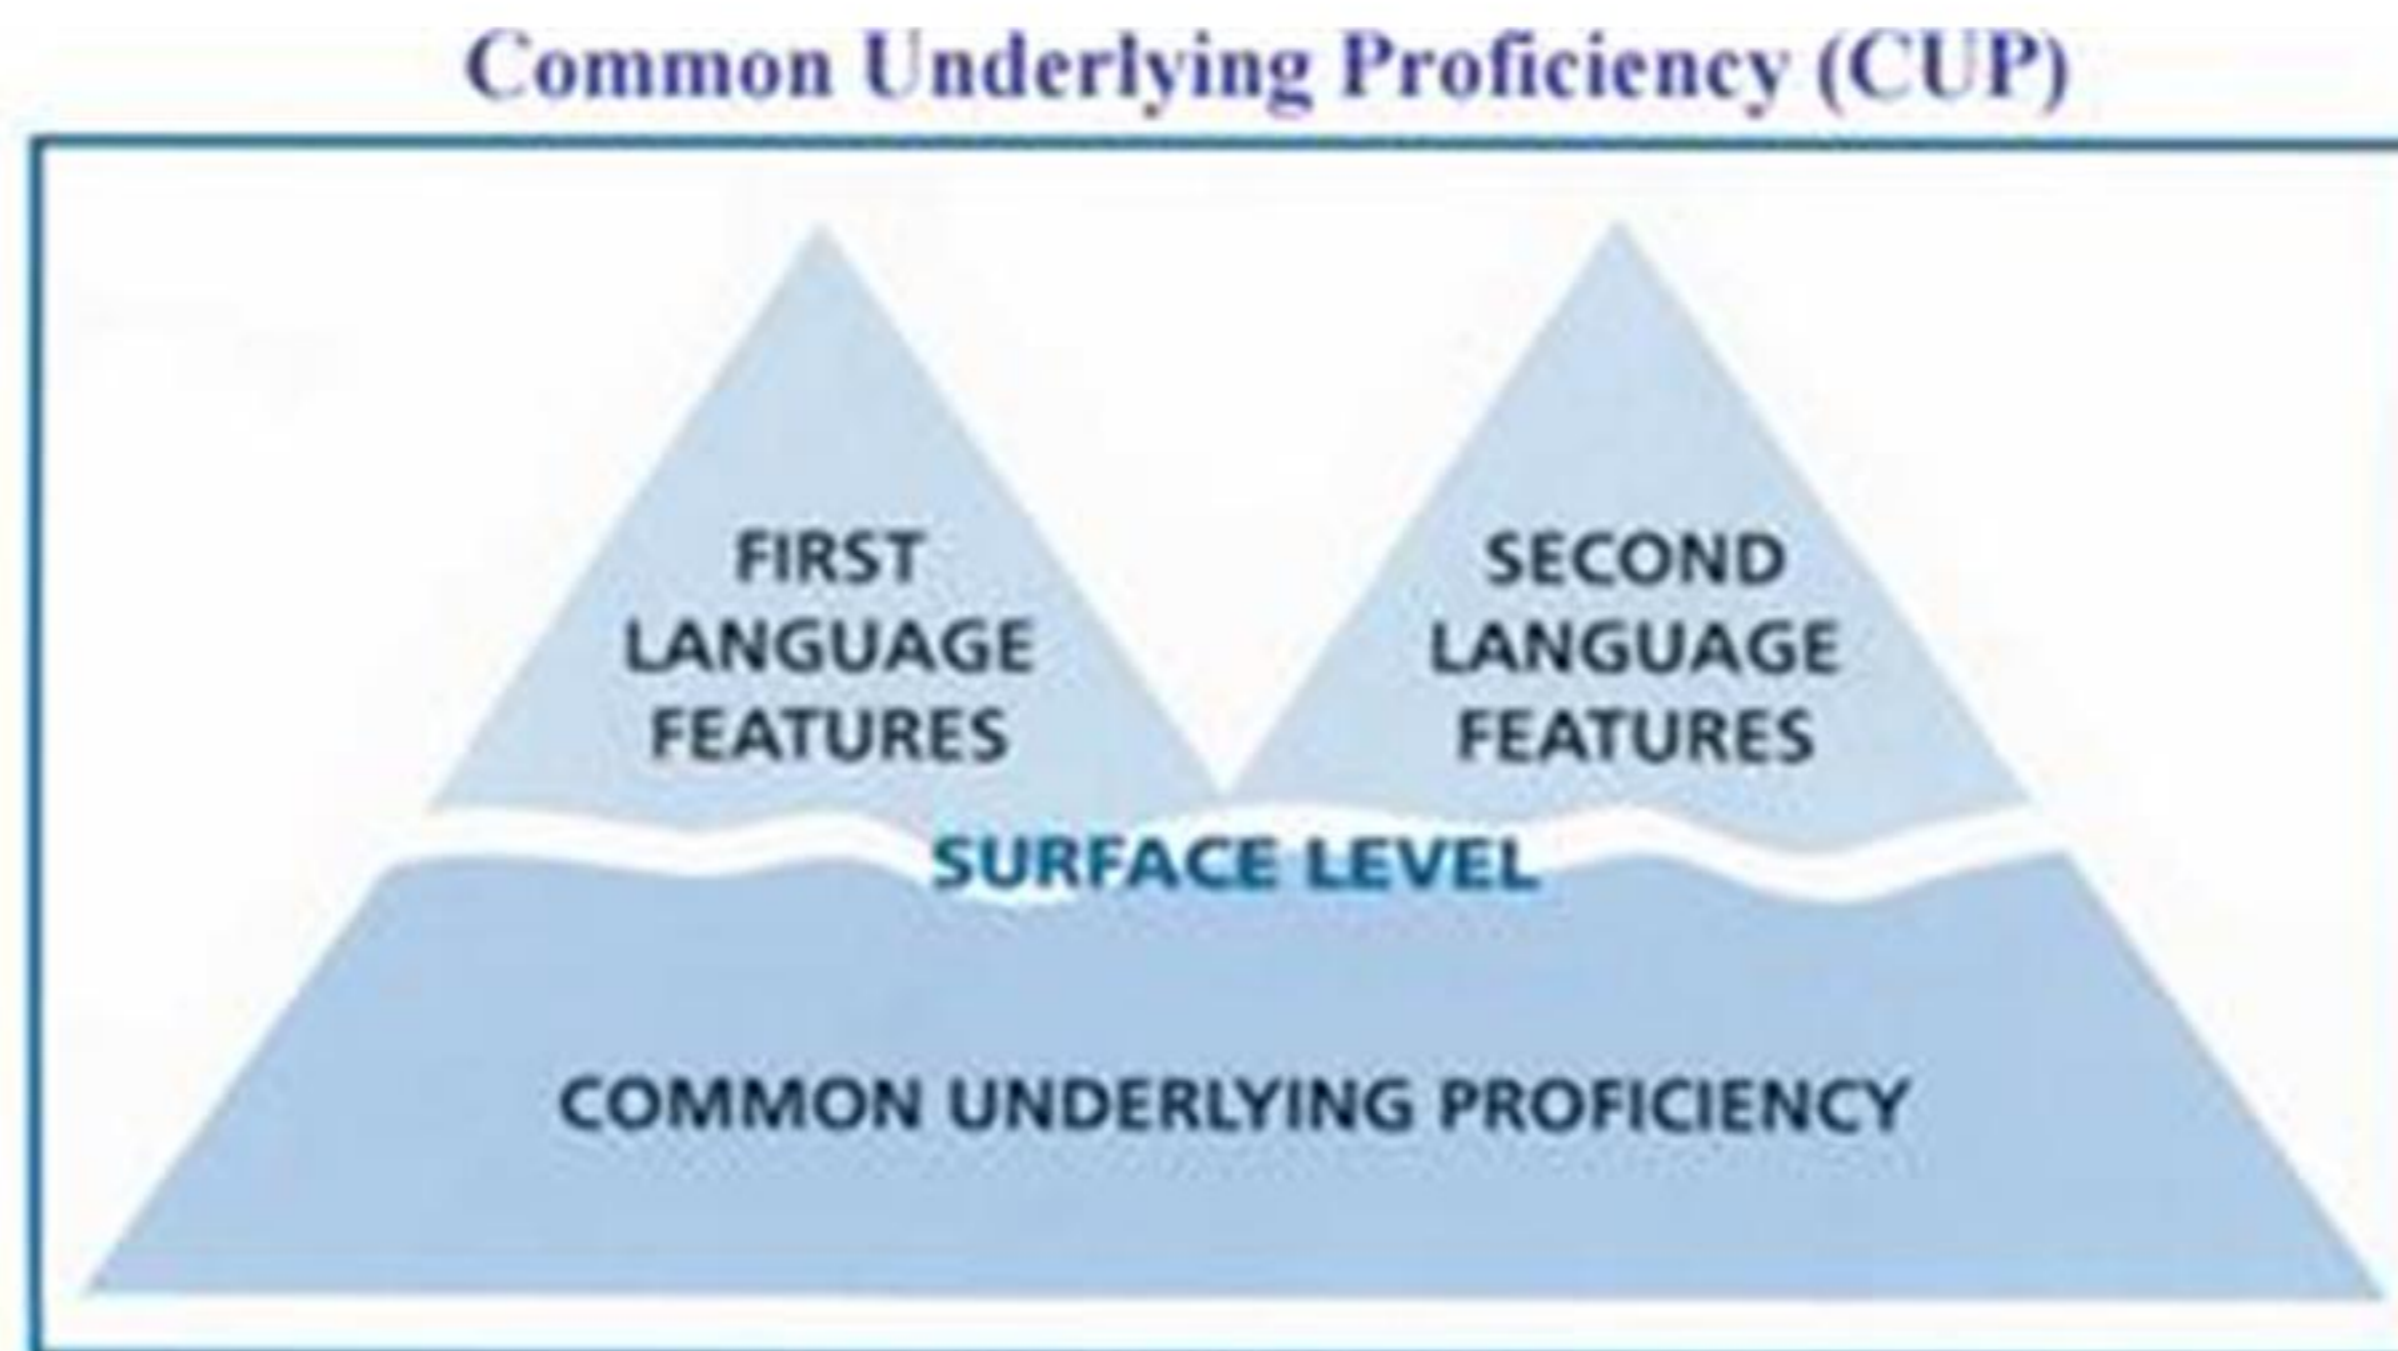 Common Underlying Proficiency (CUP)
FIRST
LANGUAGE
FEATURES
SECOND
LANGUAGE
FEATURES
SURFACE LEVEL
COMMON UNDERLYING PROFICIENCY